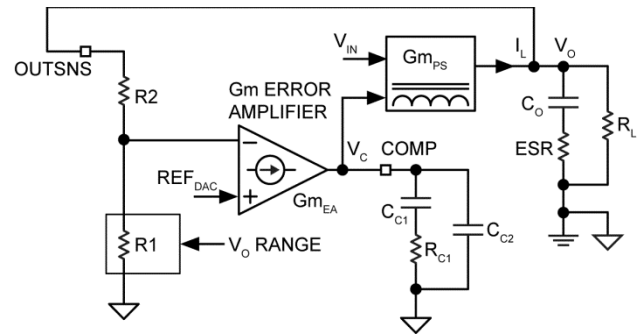 OUTSNS
R2
Gm ERROR
AMPLIFIER
V_IN
Gm_PS
I_L
V_O
C_O
R_L
ESR
−
+
REF_DAC
Gm_EA
V_C
COMP
C_C1
R_C1
C_C2
R1
V_O RANGE